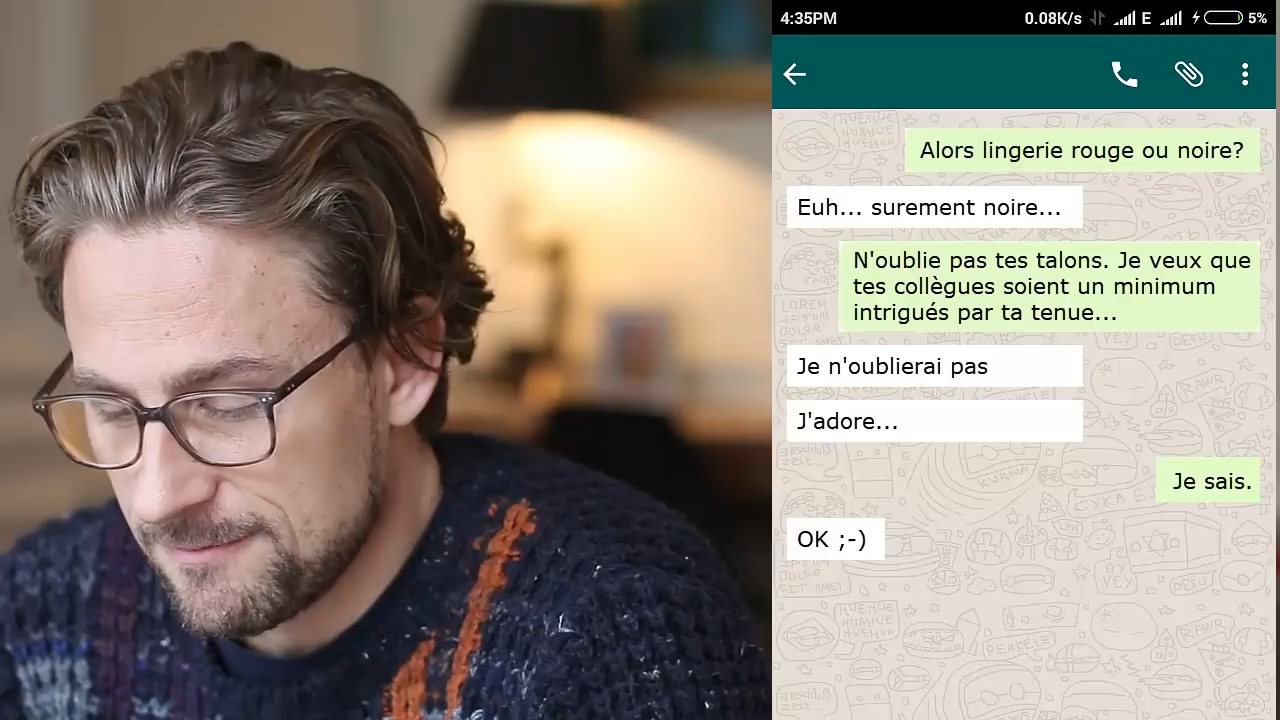 4:35PM 0.08K/s E 5%
Alors lingerie rouge ou noire?
Euh... surement noire...
N'oublie pas tes talons. Je veux que
tes collègues soient un minimum
intrigués par ta tenue...
Je n'oublierai pas
J'adore...
Je sais.
OK ;-)